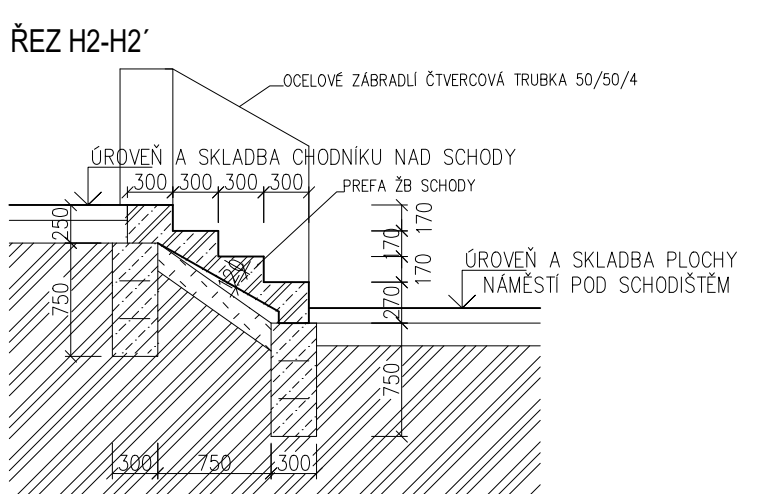 ŘEZ H2-H2´
OCELOVÉ ZÁBRADLÍ ČTVERCOVÁ TRUBKA 50/50/4
ÚROVEŇ A SKLADBA CHODNÍKU NAD SCHODY
300 300 300 300
PREFA ŽB SCHODY
250
170
170
170
270
120
ÚROVEŇ A SKLADBA PLOCHY
NÁMĚSTÍ POD SCHODIŠTĚM
750
750
300 750 300